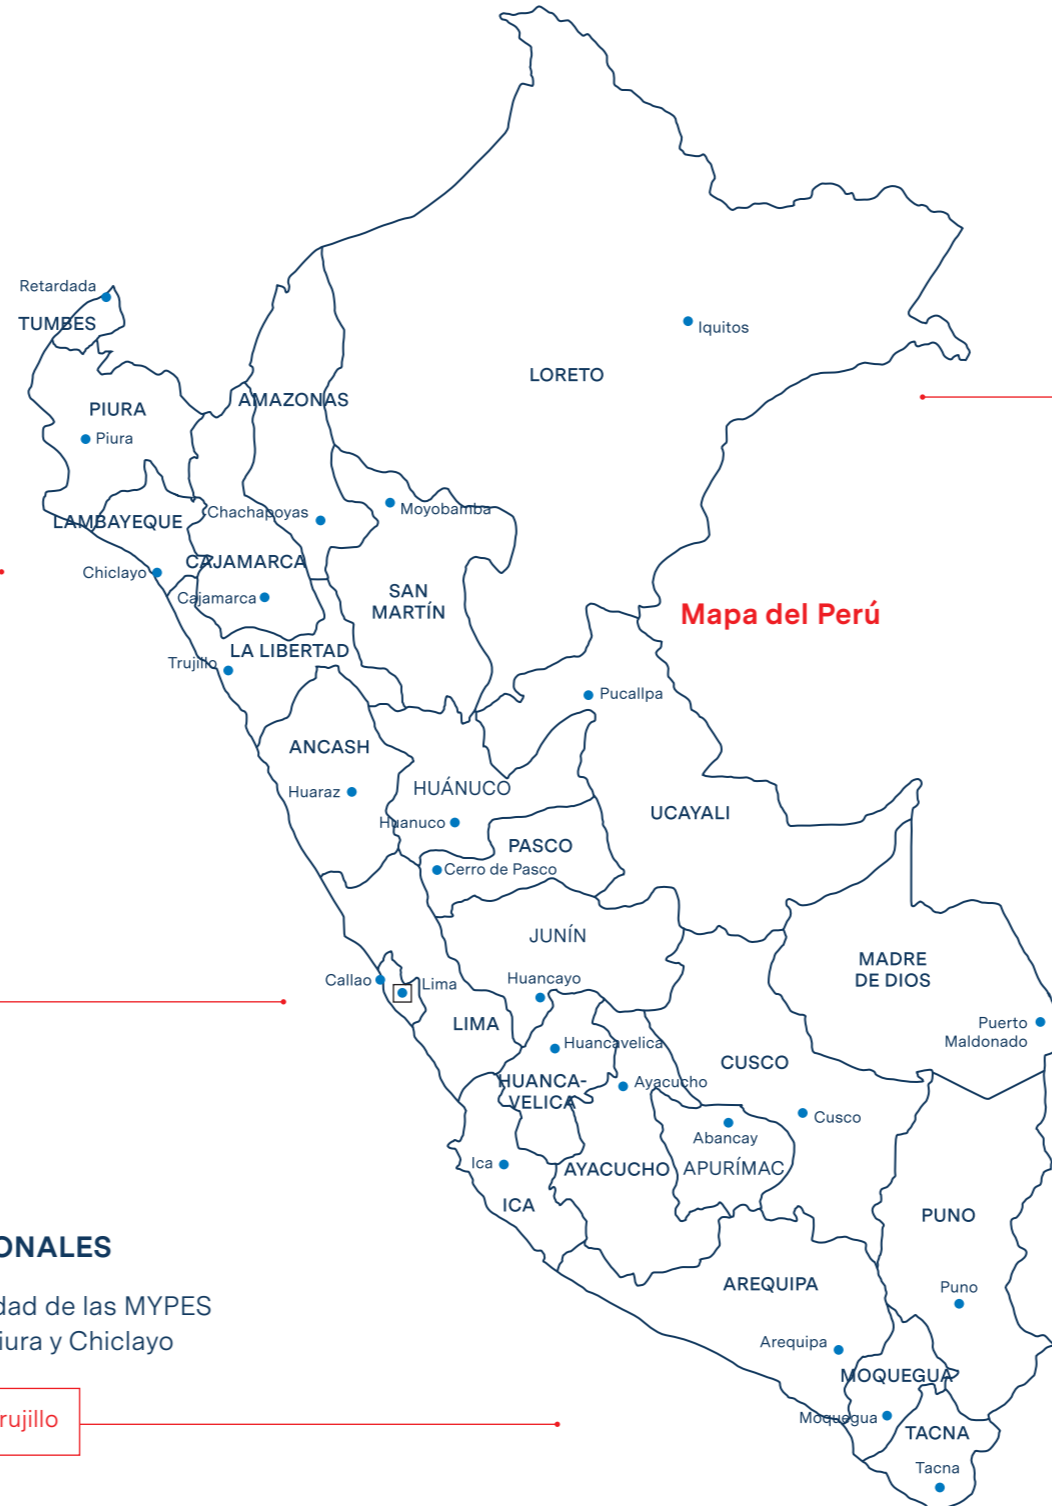 Retardada
TUMBES
Iquitos
LORETO
AMAZONAS
PIURA
Piura
LAMBAYEQUE
Chachapoyas
Moyobamba
Chiclayo
CAJAMARCA
Cajamarca
SAN
MARTÍN
Mapa del Perú
LA LIBERTAD
Trujillo
Pucallpa
ANCASH
Huaraz
HUÁNUCO
Huanuco
UCAYALI
PASCO
Cerro de Pasco
JUNÍN
MADRE
DE DIOS
Callao
Lima
Huancayo
LIMA
Puerto
Maldonado
Huancavelica
CUSCO
HUANCA-
VELICA
Ayacucho
Cusco
Abancay
Ica
AYACUCHO
APURÍMAC
ICA
PUNO
ONALES
AREQUIPA
Puno
dad de las MYPES
iura y Chiclayo
Arequipa
MOQUEGUA
Moquegua
rujillo
TACNA
Tacna